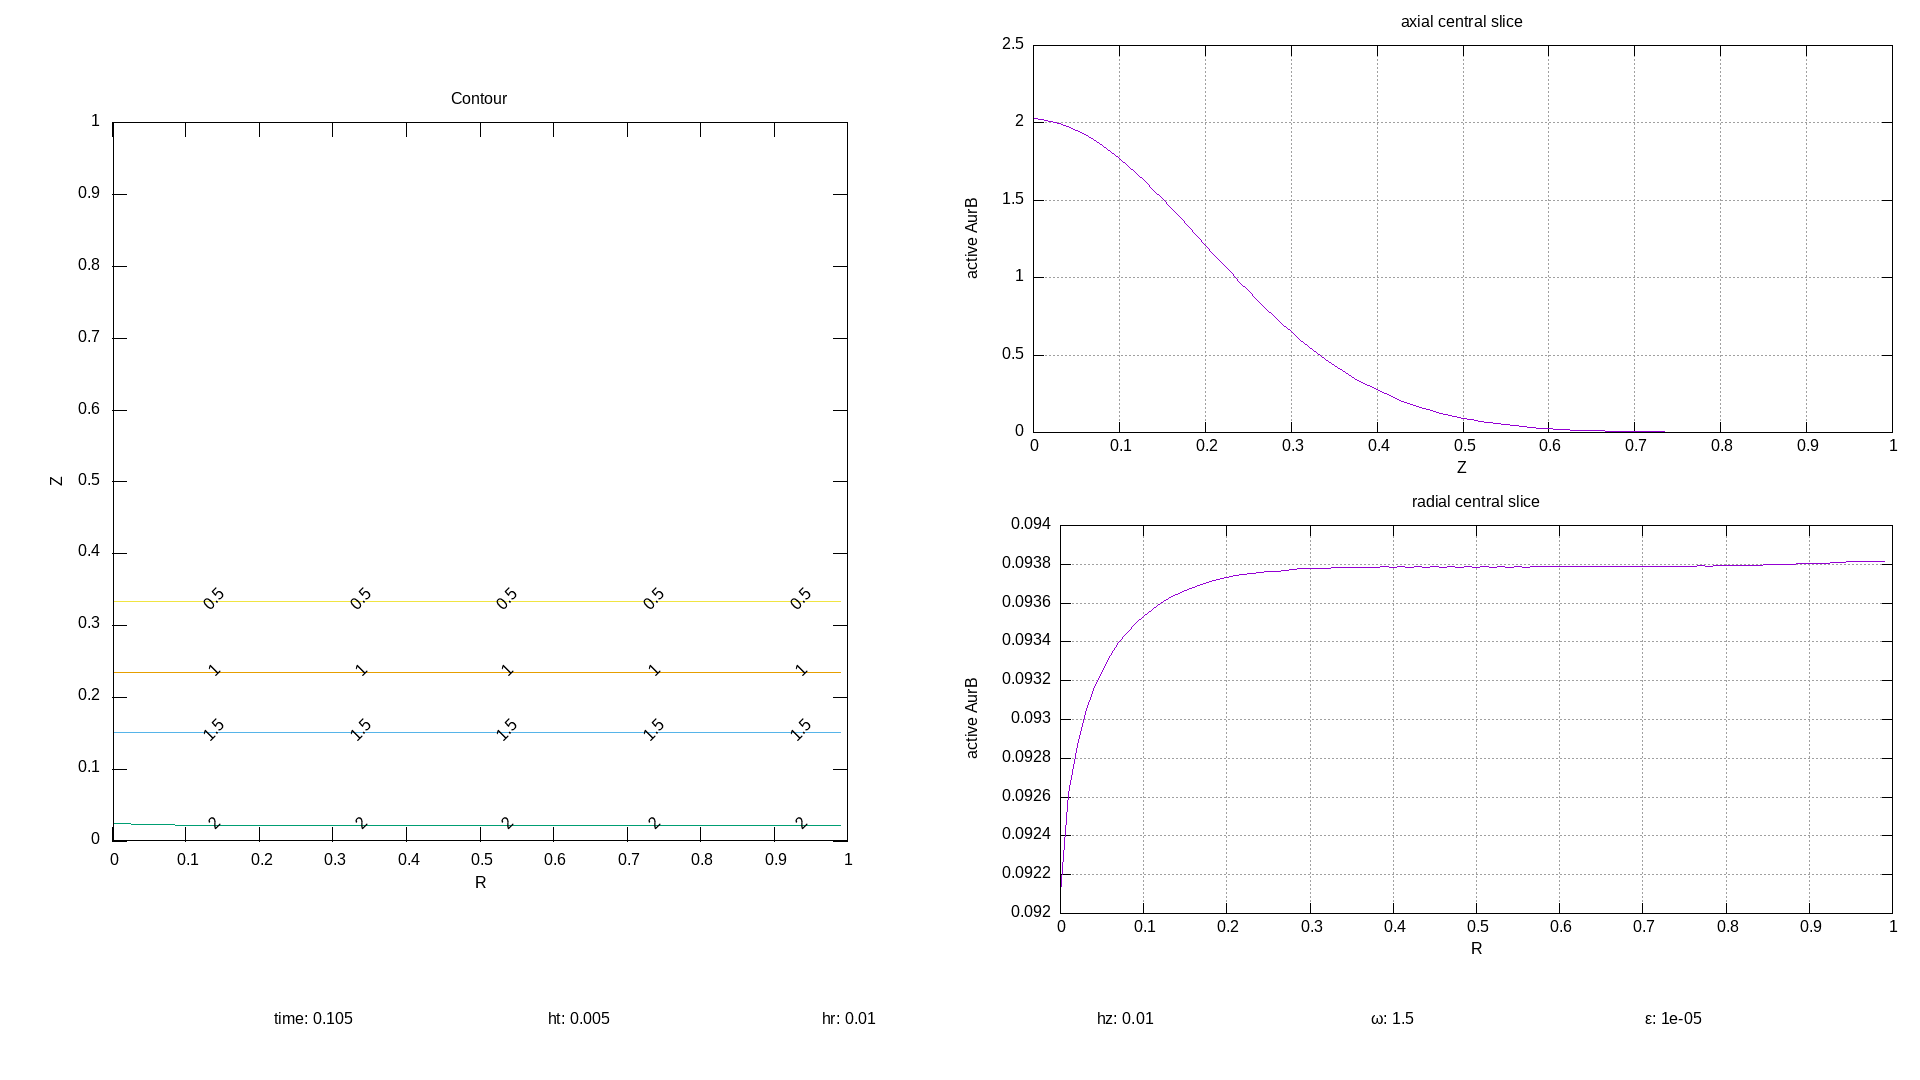 Contour
1
0.9
0.8
0.7
0.6
0.5
0.4
0.3
0.2
0.1
0
Z
0.5 0.5 0.5 0.5 0.5
1 1 1 1 1
1.5 1.5 1.5 1.5 1.5
2 2 2 2 2
0 0.1 0.2 0.3 0.4 0.5 0.6 0.7 0.8 0.9 1
R
axial central slice
2.5
2
1.5
1
0.5
0
active AurB
0 0.1 0.2 0.3 0.4 0.5 0.6 0.7 0.8 0.9 1
Z
radial central slice
0.094
0.0938
0.0936
0.0934
0.0932
0.093
0.0928
0.0926
0.0924
0.0922
0.092
active AurB
0 0.1 0.2 0.3 0.4 0.5 0.6 0.7 0.8 0.9 1
R
time: 0.105 ht: 0.005 hr: 0.01 hz: 0.01 ω: 1.5 ε: 1e-05